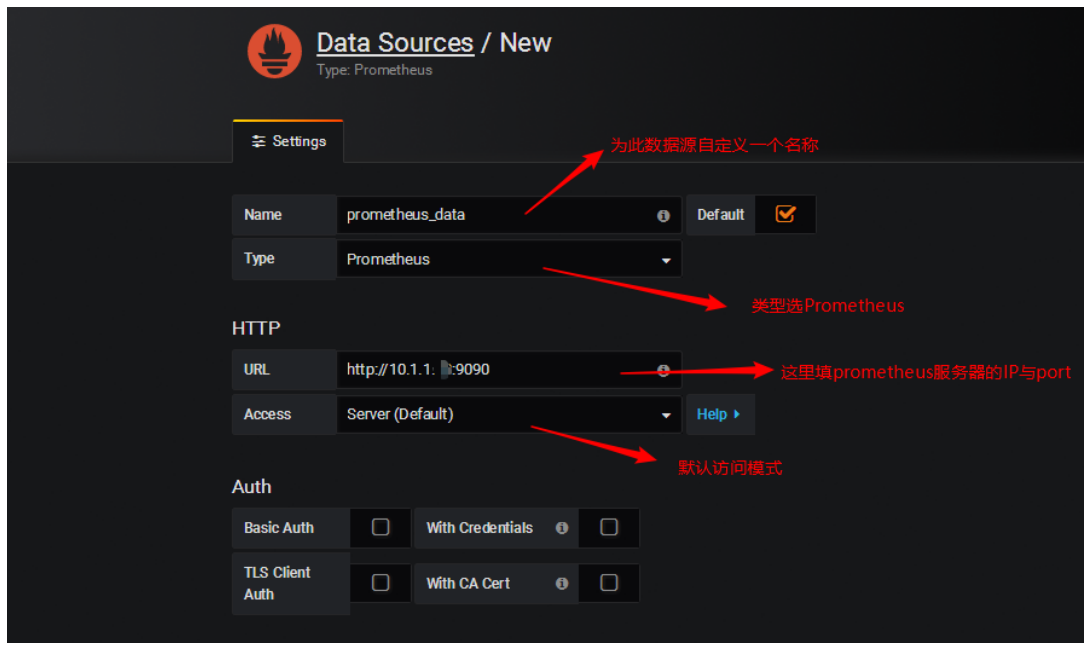 Data Sources / New
Type: Prometheus
Settings
为此数据源自定义一个名称
Name prometheus_data Default
Type Prometheus
类型选Prometheus
HTTP
URL http://10.1.1: :9090
这里填prometheus服务器的IP与port
Access Server (Default) Help
默认访问模式
Auth
Basic Auth With Credentials
TLS Client Auth With CA Cert